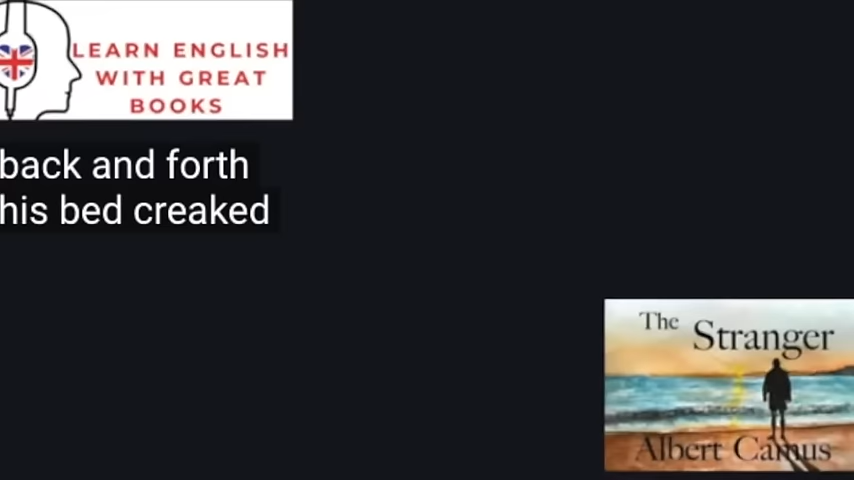 LEARN ENGLISH
WITH GREAT
BOOKS
back and forth
his bed creaked
The Stranger
Albert Camus